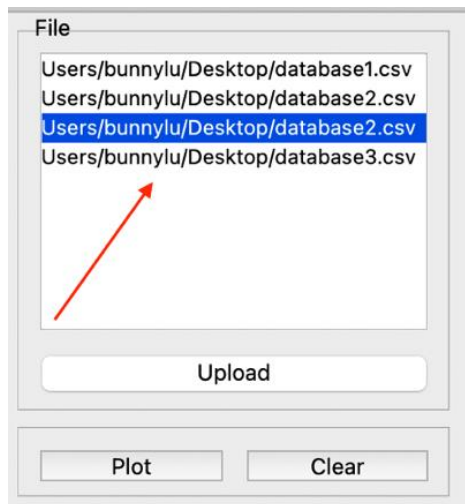 File
Users/bunnylu/Desktop/database1.csv
Users/bunnylu/Desktop/database2.csv
Users/bunnylu/Desktop/database2.csv
Users/bunnylu/Desktop/database3.csv
Upload
Plot Clear